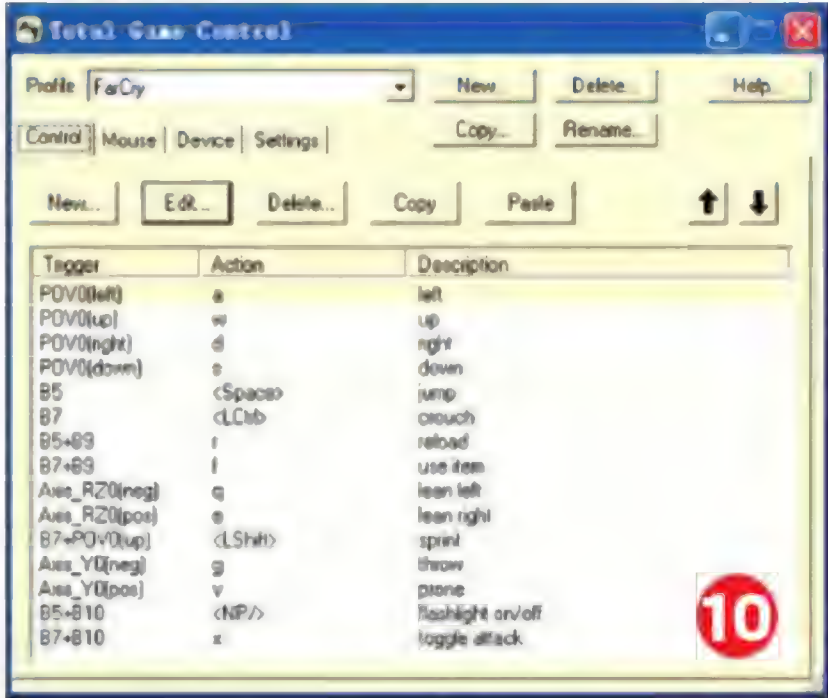 Total Game Control
Profile FarCry New... Delete... Help
Control Mouse Device Settings Copy... Rename...
New... Edit... Delete... Copy Paste
Trigger Action Description
POV0(left) a left
POV0(up) w up
POV0(right) d right
POV0(down) s down
B5 <Space> jump
B7 <LCtrl> crouch
B5+B9 r reload
B7+B9 f use item
Axis_RZ0(neg) q lean left
Axis_RZ0(pos) e lean right
B7+POV0(up) <LShift> sprint
Axis_Y0(neg) g throw
Axis_Y0(pos) v prone
B5+B10 <NP/> flashlight on/off
B7+B10 x toggle attack
10